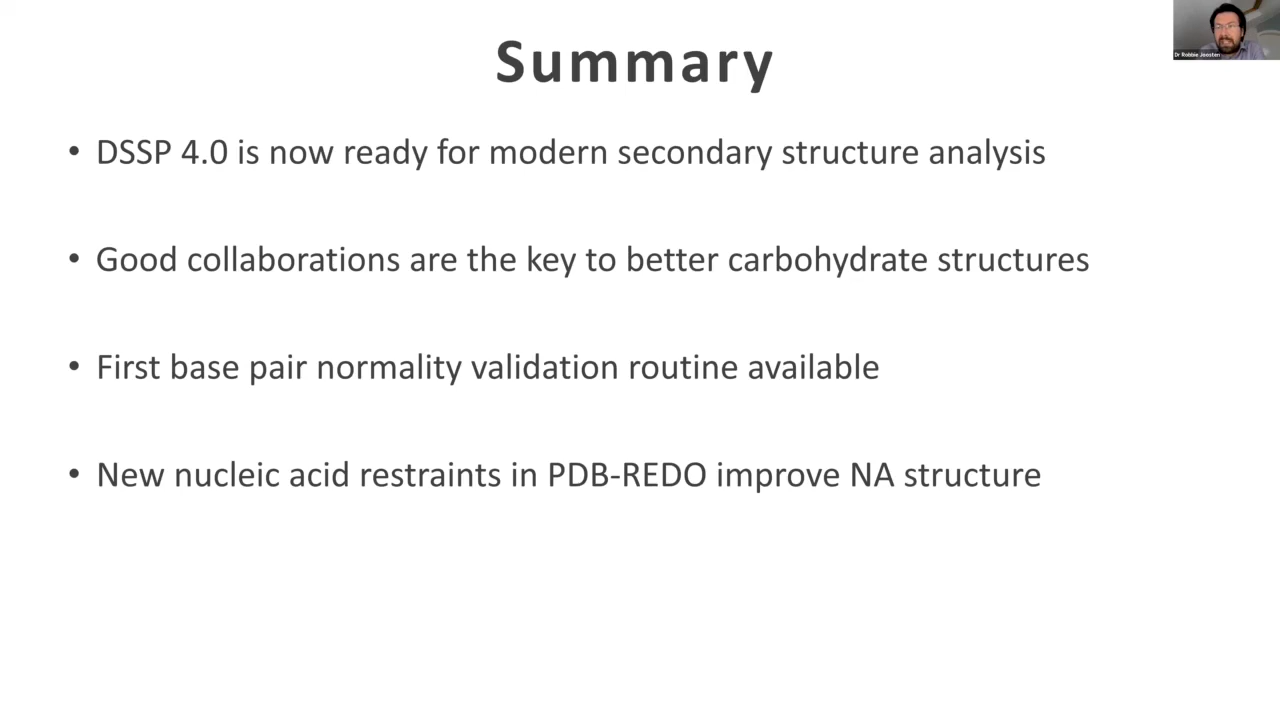 Summary
Dr Robbie Joosten
• DSSP 4.0 is now ready for modern secondary structure analysis
• Good collaborations are the key to better carbohydrate structures
• First base pair normality validation routine available
• New nucleic acid restraints in PDB-REDO improve NA structure